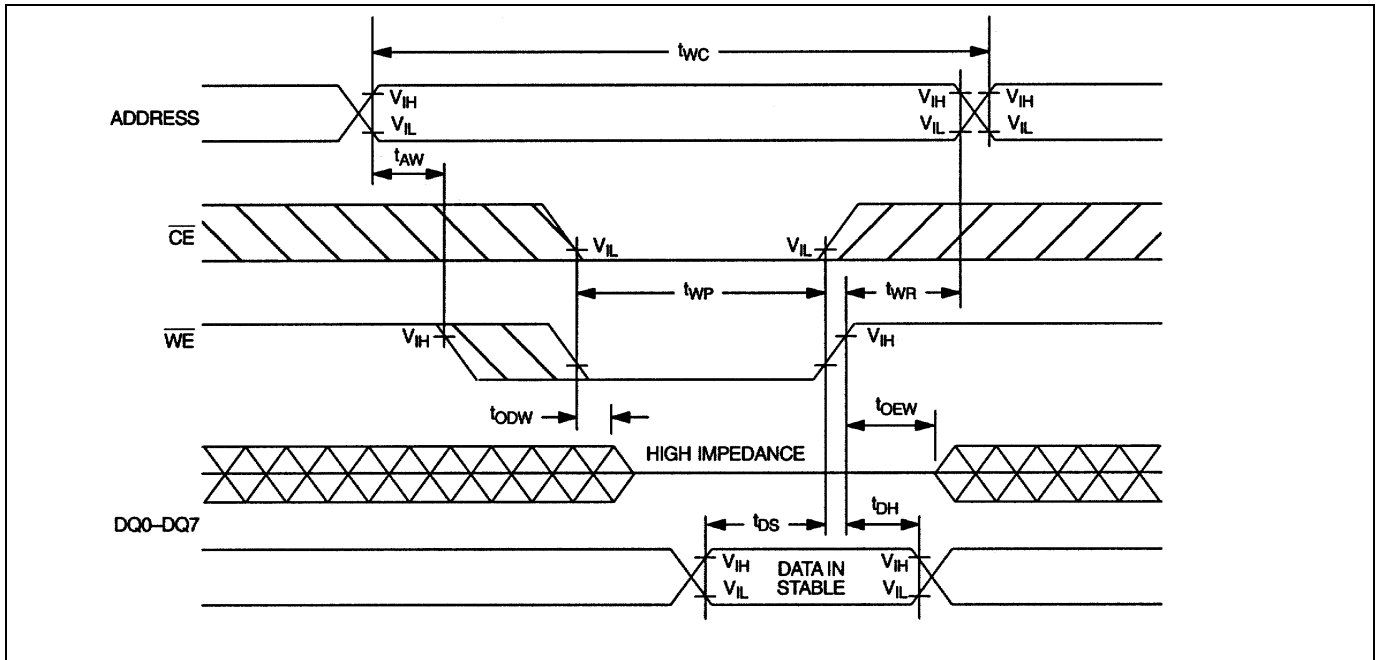 tWC
ADDRESS
VIH
VIL
VIH
VIL
VIH
VIL
tAW
CE
VIL
VIL
tWP
tWR
WE
VIH
VIH
tODW
tOEW
HIGH IMPEDANCE
DQ0–DQ7
tDS
tDH
VIH
VIL
DATA IN
STABLE
VIH
VIL